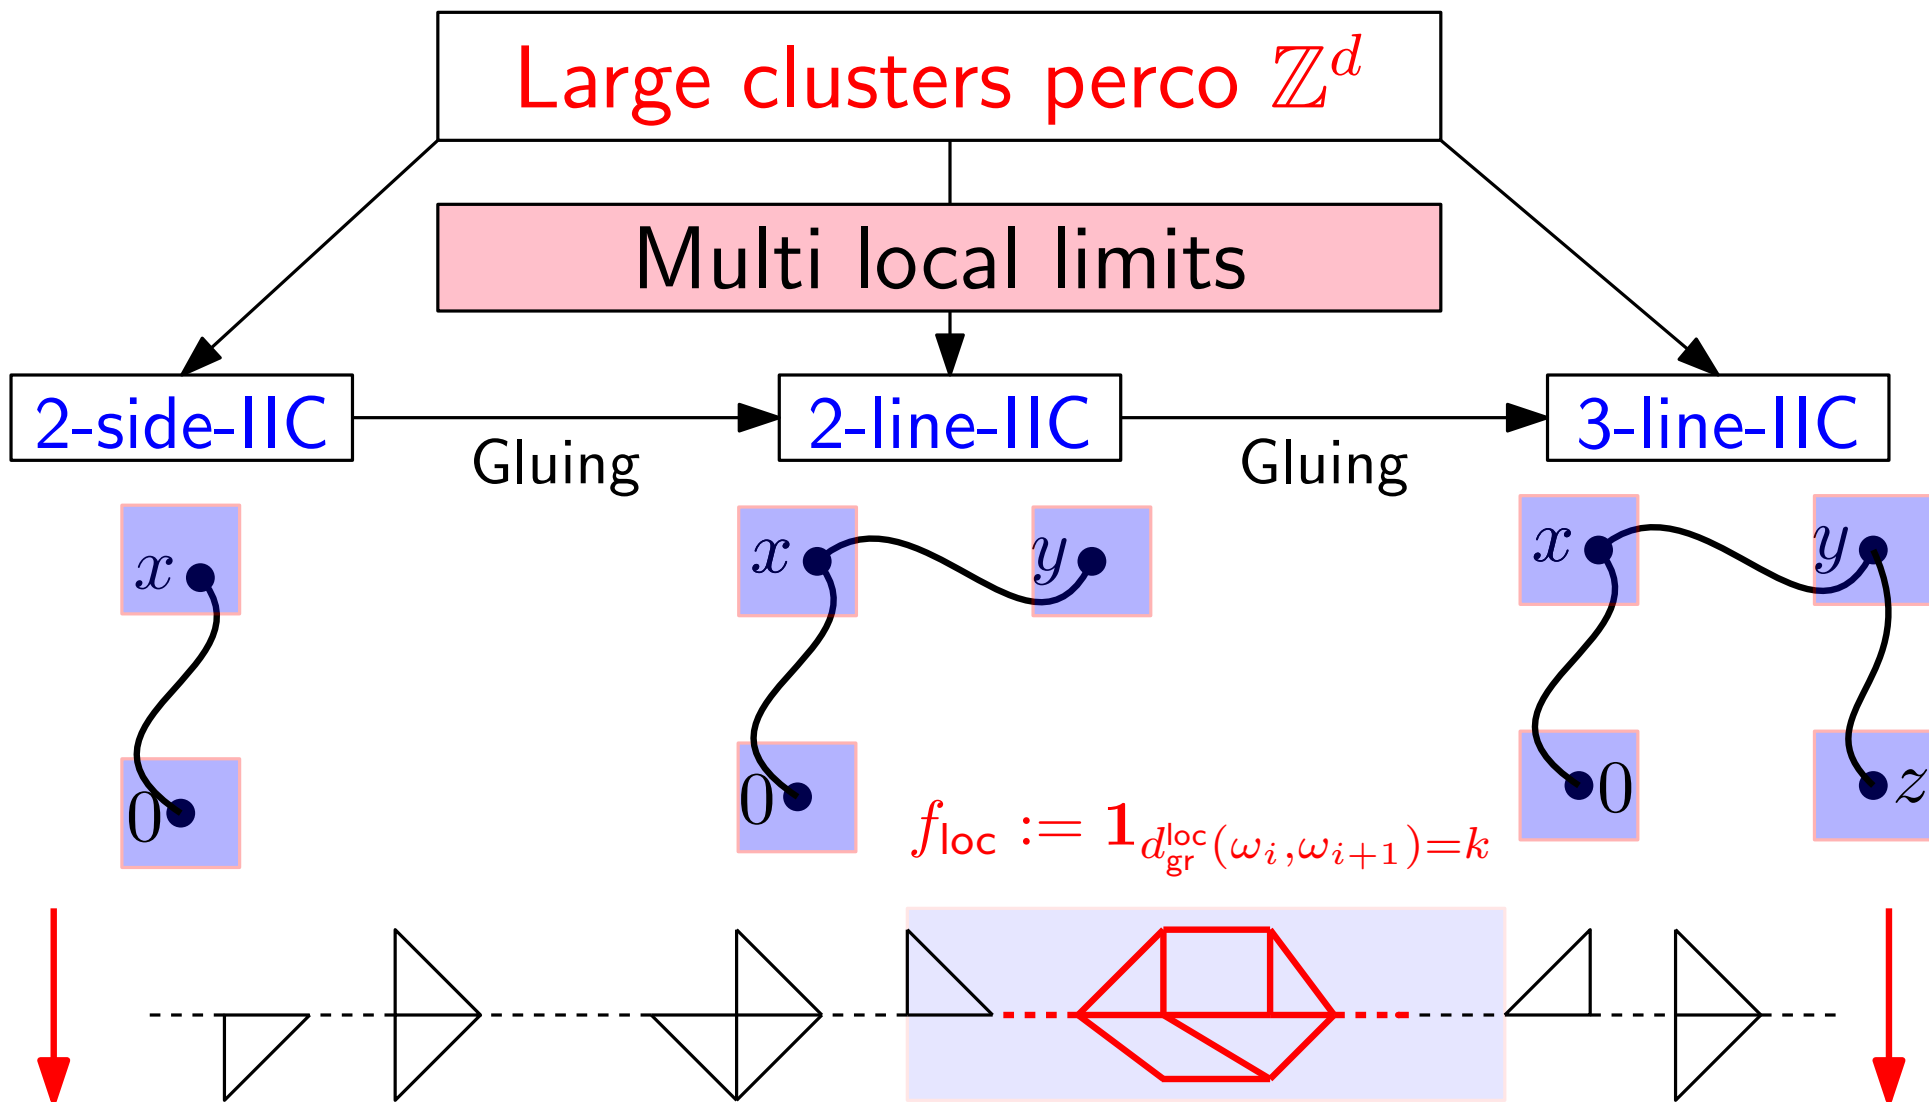 Large clusters perco ℤ^d
Multi local limits
2-side-IIC
2-line-IIC
3-line-IIC
Gluing
Gluing
x
x
y
x
y
0
0
0
z
f_loc := 𝟏_{d_gr^loc(ω_i,ω_{i+1})=k}